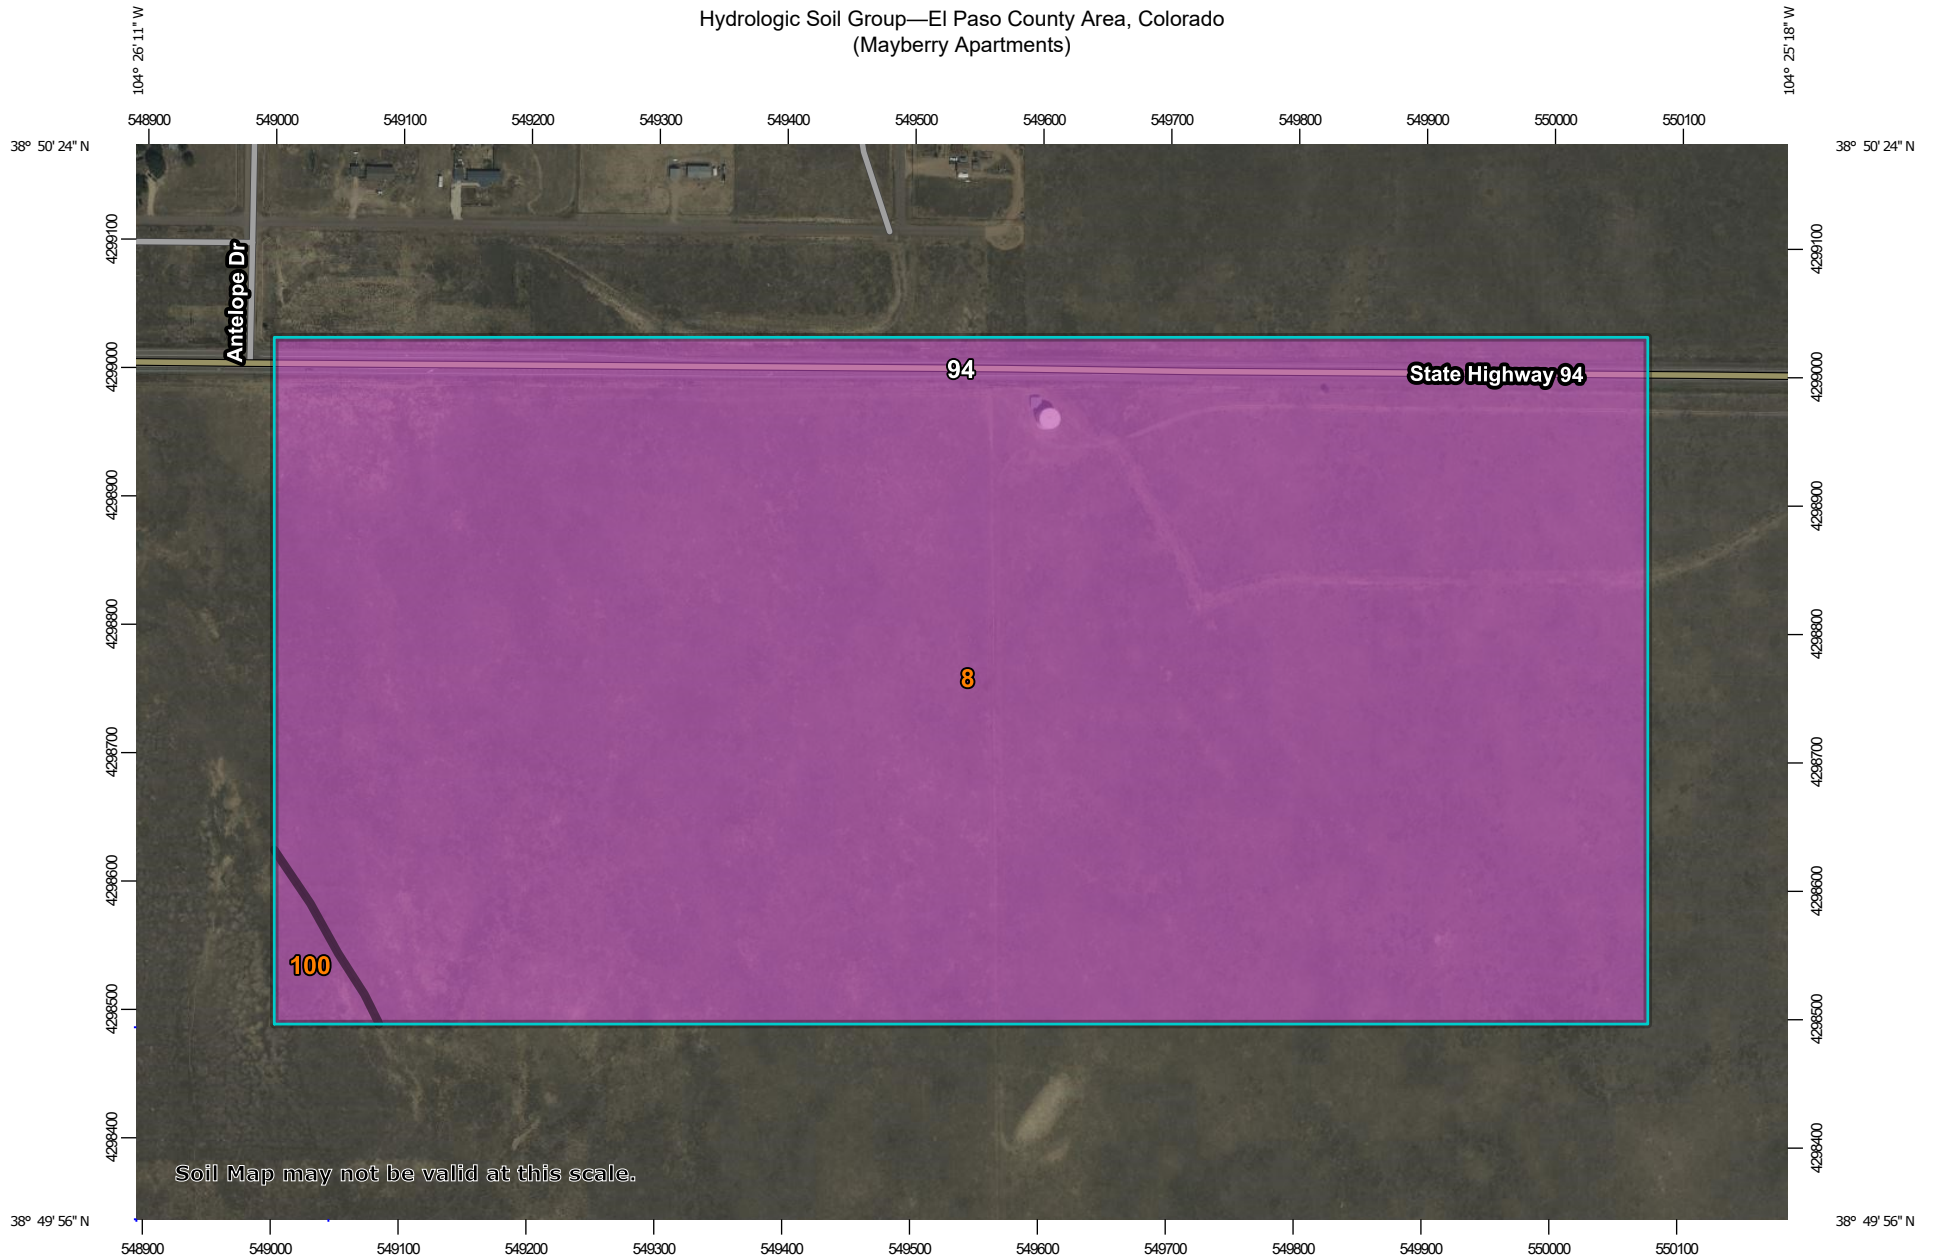 Hydrologic Soil Group—El Paso County Area, Colorado
(Mayberry Apartments)
104° 26' 11" W
104° 25' 18" W
548900 549000 549100 549200 549300 549400 549500 549600 549700 549800 549900 550000 550100
38° 50' 24" N
38° 50' 24" N
4299100
4299100
Antelope Dr
4299000
94
State Highway 94
4299000
4298900
4298900
4298800
4298800
8
4298700
4298700
4298600
4298600
100
4298500
4298500
4298400
4298400
Soil Map may not be valid at this scale.
38° 49' 56" N
38° 49' 56" N
548900 549000 549100 549200 549300 549400 549500 549600 549700 549800 549900 550000 550100